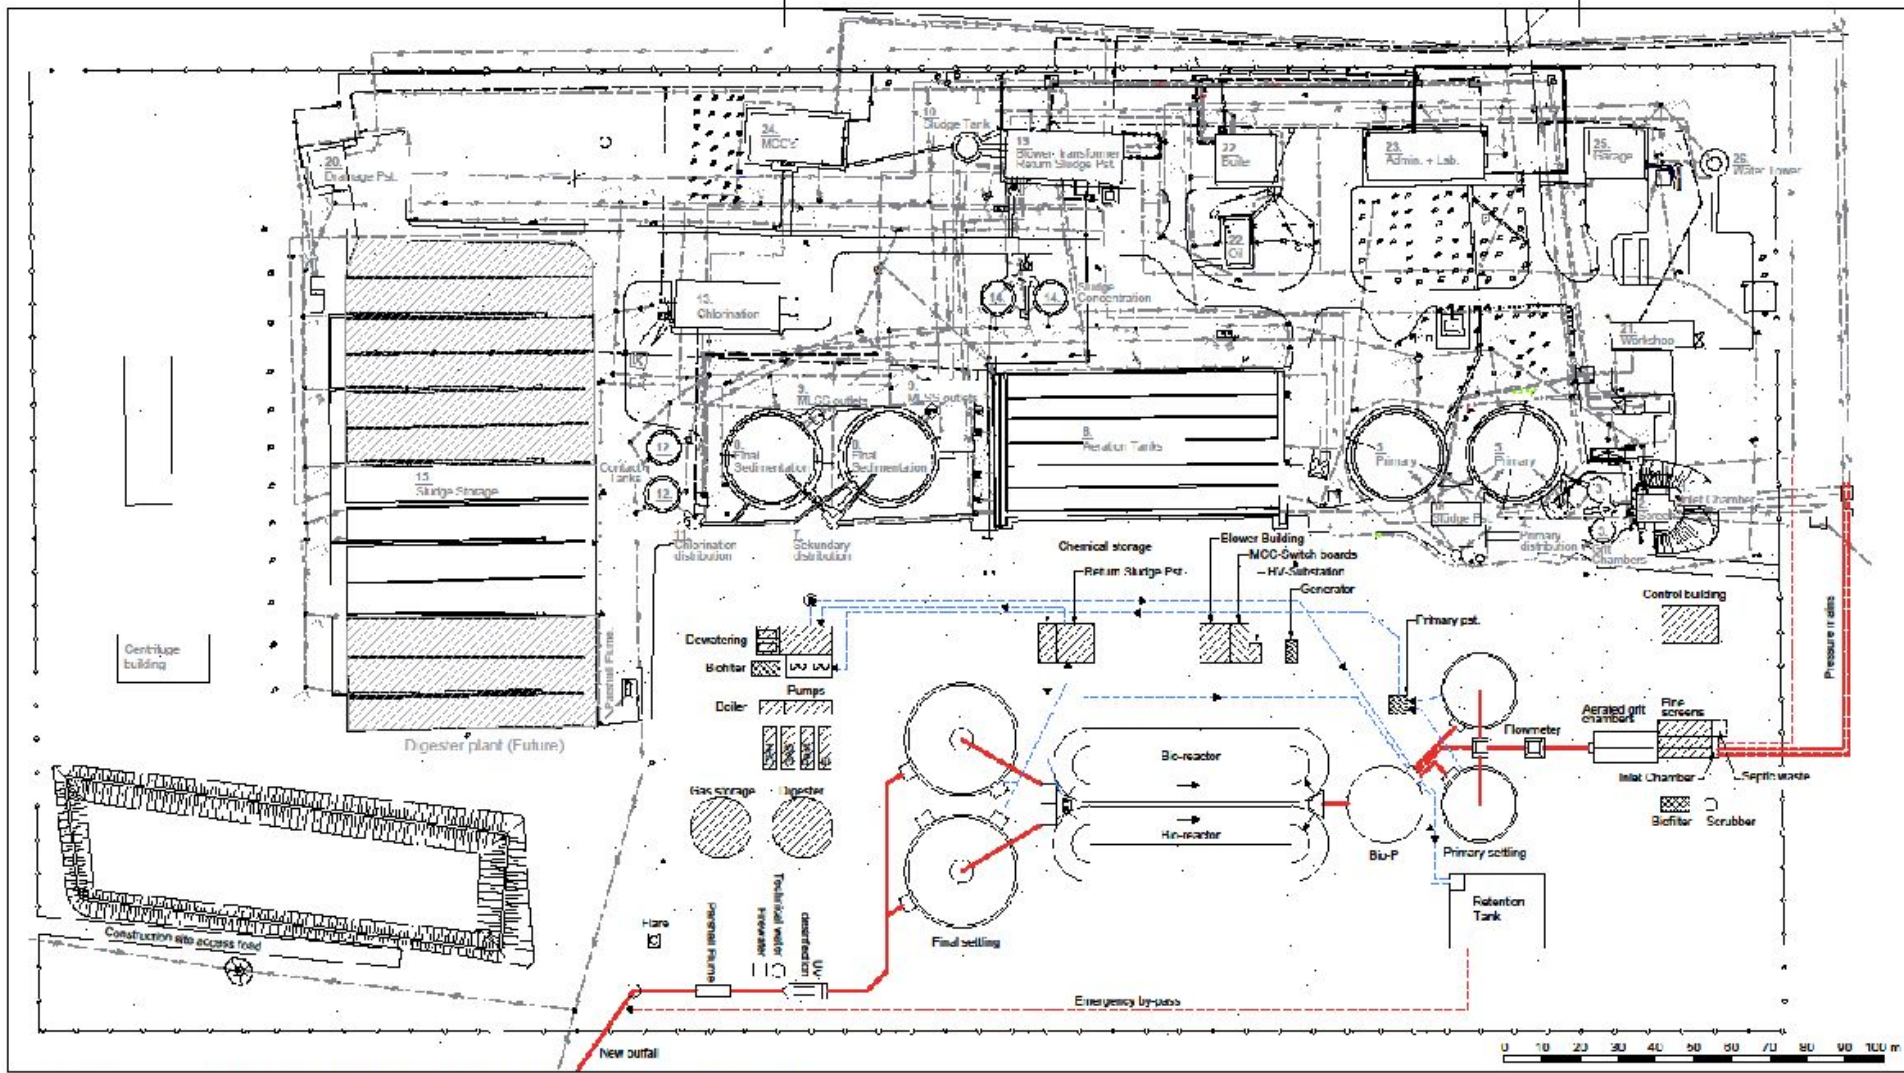 24.
MCC's
10.
Sludge Tank
19
Blower- transformer
Return Sludge Pst.
22
23.
Admin. + Lab.
25.
Garage
26.
Water Tower
20.
Drainage Pst.
22.
Oil
13.
Chlorination
14.
14.
Sludge
Concentration
21.
Workshop
9.
MLSS outlets
9.
MLSS outlets
12.
Contact
Tanks
12.
Final
Sedimentation
Final
Sedimentation
8.
Aeration Tanks
5.
Primary
5.
Primary
15.
Sludge Storage
3.
Inlet Chamber
3.
Grit
Chambers
Primary
distribution
11.
Chlorination
distribution
7.
Sekundary
distribution
Chemical storage
Return Sludge Pst.
Blower Building
MCC-Switch boards
HV-Substation
Generator
Control building
Primary pst.
Pressure mains
Centrifuge
building
Parshall Flume.
Digester plant (Future)
Dewatering
Biofilter
Pumps
Boiler
Gas storage
Digester
Bio-reactor
Bio-reactor
Final settling
Bio-P
Primary settling
Flowmeter
Aerated grit
chambers
Fine
screens
Inlet Chamber
Septic waste
Biofilter
Scrubber
Retention
Tank
Construction site access road
Flare
Parshall Flume
Technical water
Firewater
UV-
desinfection
Emergency by-pass
New outfall
0 10 20 30 40 50 60 70 80 90 100 m